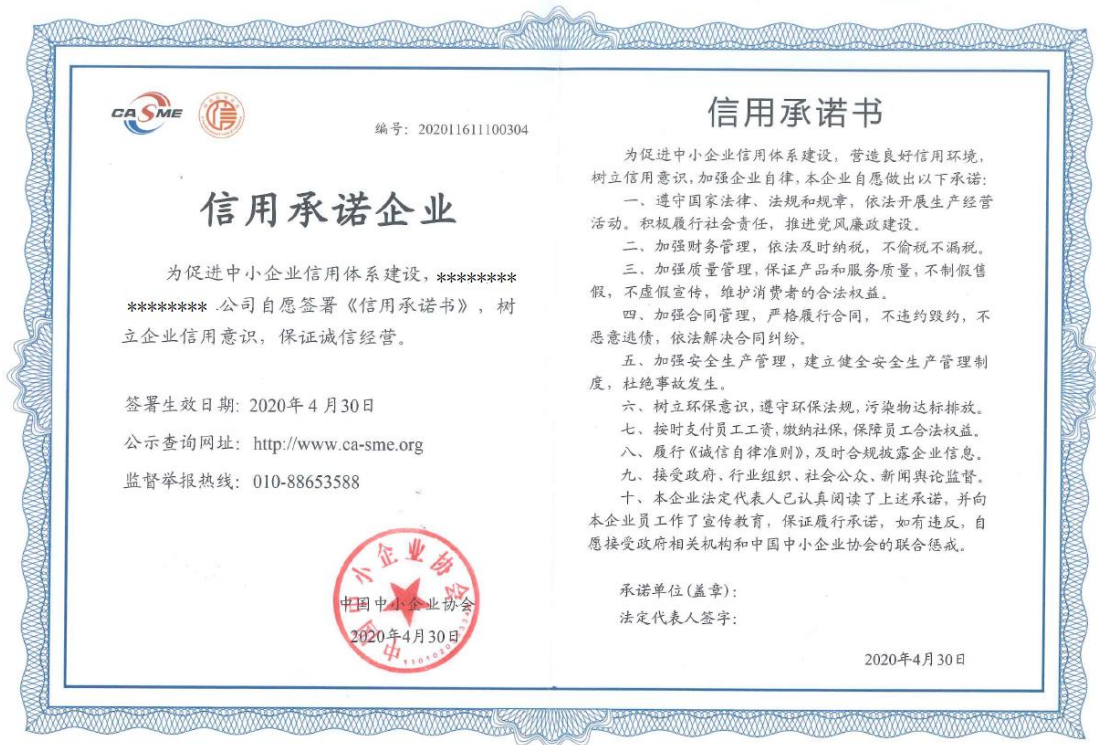 CASME
编号：202011611100304
信用承诺企业
为促进中小企业信用体系建设，********
********.公司自愿签署《信用承诺书》，树
立企业信用意识，保证诚信经营。
签署生效日期：2020年4月30日
公示查询网址：http://www.ca-sme.org
监督举报热线：010-88653588
中国中小企业协会
中国中小企业协会
2020年4月30日
信用承诺书
为促进中小企业信用体系建设，营造良好信用环境，
树立信用意识，加强企业自律，本企业自愿做出以下承诺：
一、遵守国家法律、法规和规章，依法开展生产经营
活动。积极履行社会责任，推进党风廉政建设。
二、加强财务管理，依法及时纳税，不偷税不漏税。
三、加强质量管理，保证产品和服务质量，不制假售
假，不虚假宣传，维护消费者的合法权益。
四、加强合同管理，严格履行合同，不违约毁约，不
恶意逃债，依法解决合同纠纷。
五、加强安全生产管理，建立健全安全生产管理制
度，杜绝事故发生。
六、树立环保意识，遵守环保法规，污染物达标排放。
七、按时支付员工工资，缴纳社保，保障员工合法权益。
八、履行《诚信自律准则》，及时合规披露企业信息。
九、接受政府、行业组织、社会公众、新闻舆论监督。
十、本企业法定代表人已认真阅读了上述承诺，并向
本企业员工作了宣传教育，保证履行承诺，如有违反，自
愿接受政府相关机构和中国中小企业协会的联合惩戒。
承诺单位（盖章）：
法定代表人签字：
2020年4月30日